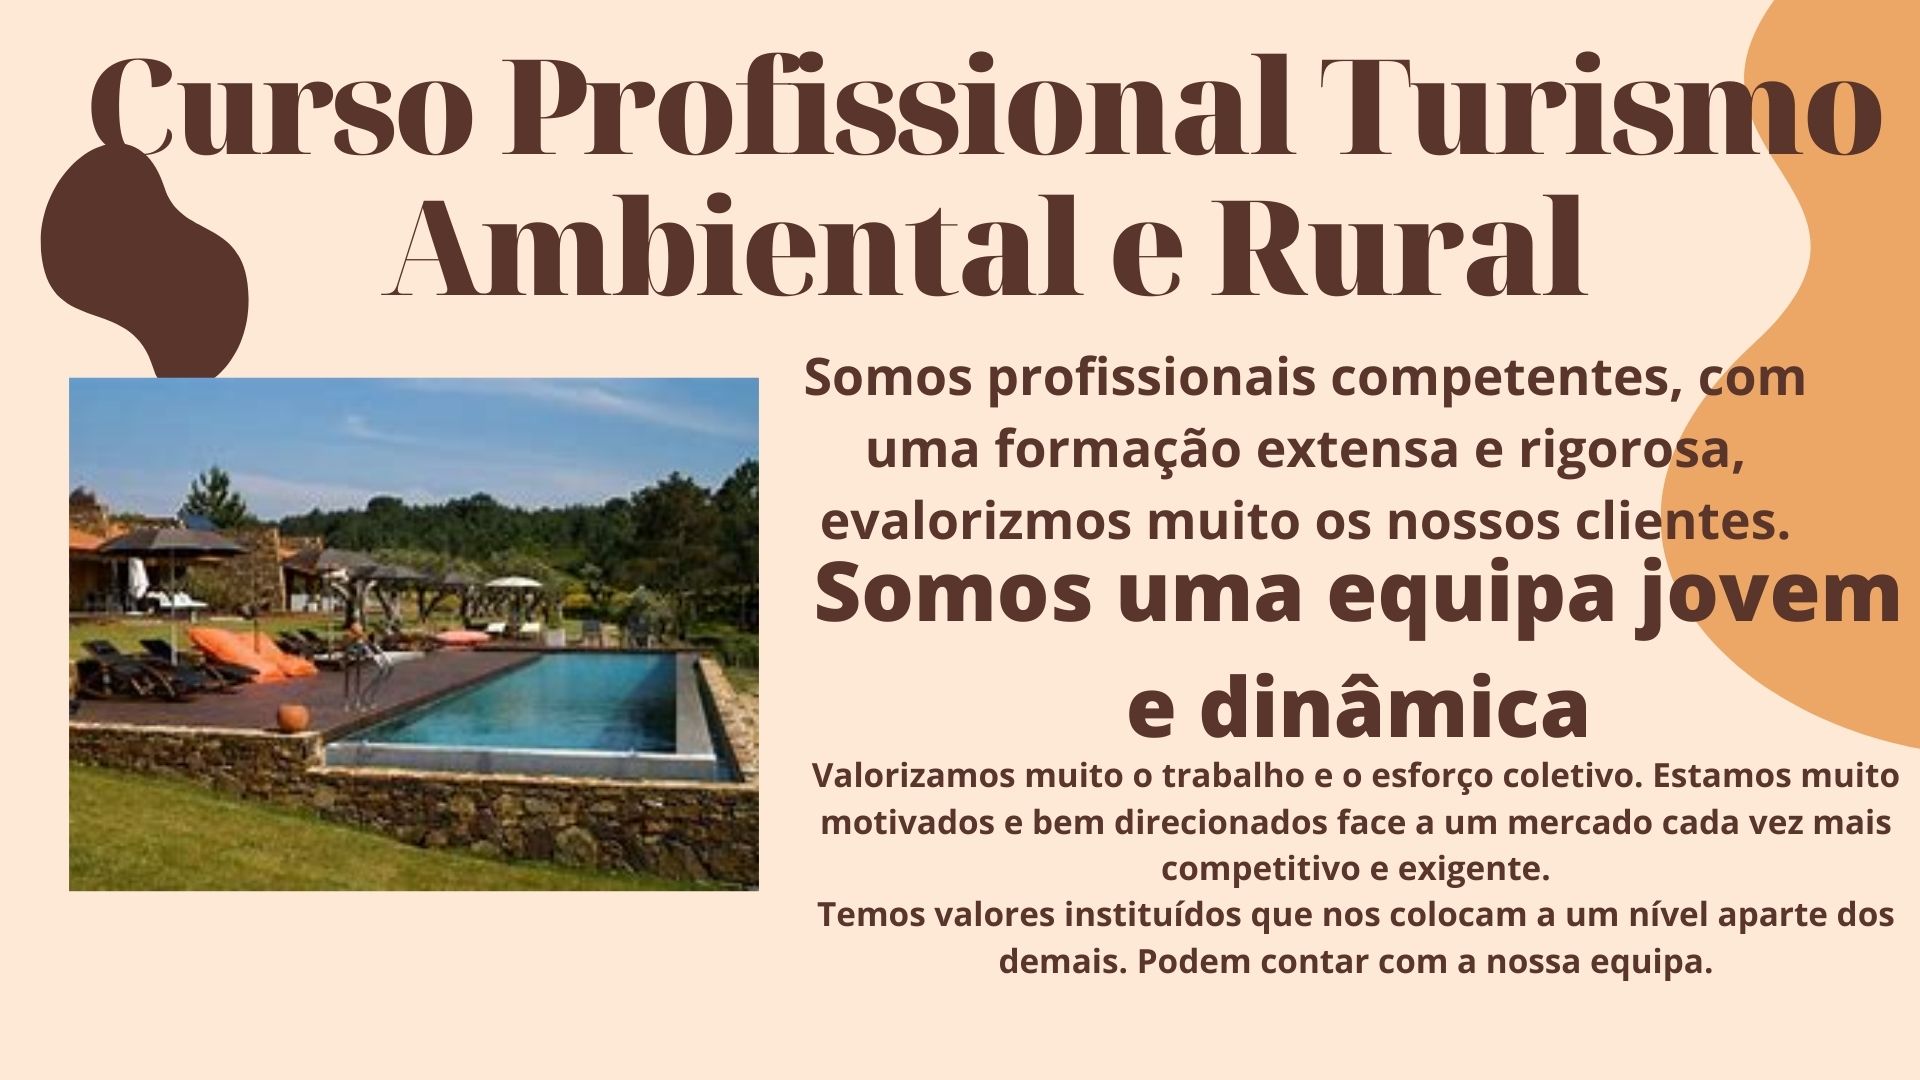 Curso Profissional Turismo
Ambiental e Rural
Somos profissionais competentes, com
uma formação extensa e rigorosa,
evalorizmos muito os nossos clientes.
Somos uma equipa jovem
e dinâmica
Valorizamos muito o trabalho e o esforço coletivo. Estamos muito
motivados e bem direcionados face a um mercado cada vez mais
competitivo e exigente.
Temos valores instituídos que nos colocam a um nível aparte dos
demais. Podem contar com a nossa equipa.